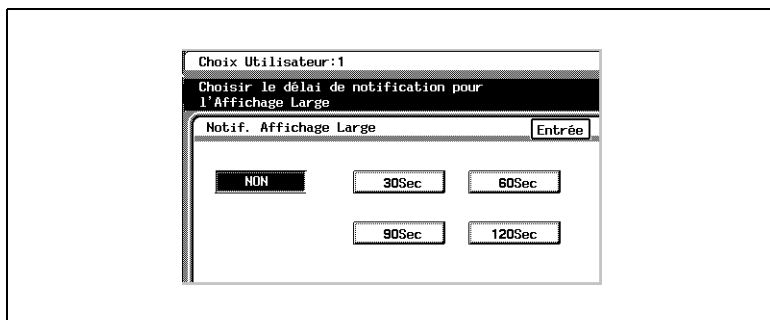 Choix Utilisateur:1
Choisir le délai de notification pour
l'Affichage Large
Notif. Affichage Large
Entrée
NON
30Sec
60Sec
90Sec
120Sec